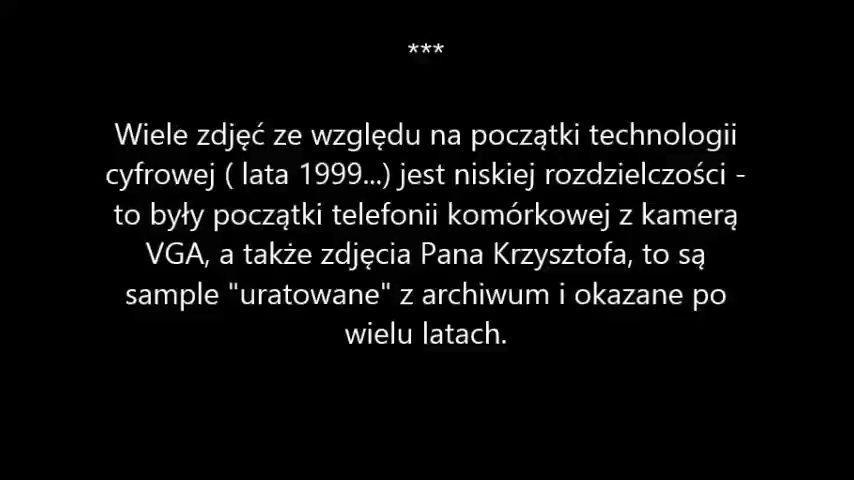 ***
Wiele zdjęć ze względu na początki technologii
cyfrowej ( lata 1999...) jest niskiej rozdzielczości -
to były początki telefonii komórkowej z kamerą
VGA, a także zdjęcia Pana Krzysztofa, to są
sample "uratowane" z archiwum i okazane po
wielu latach.